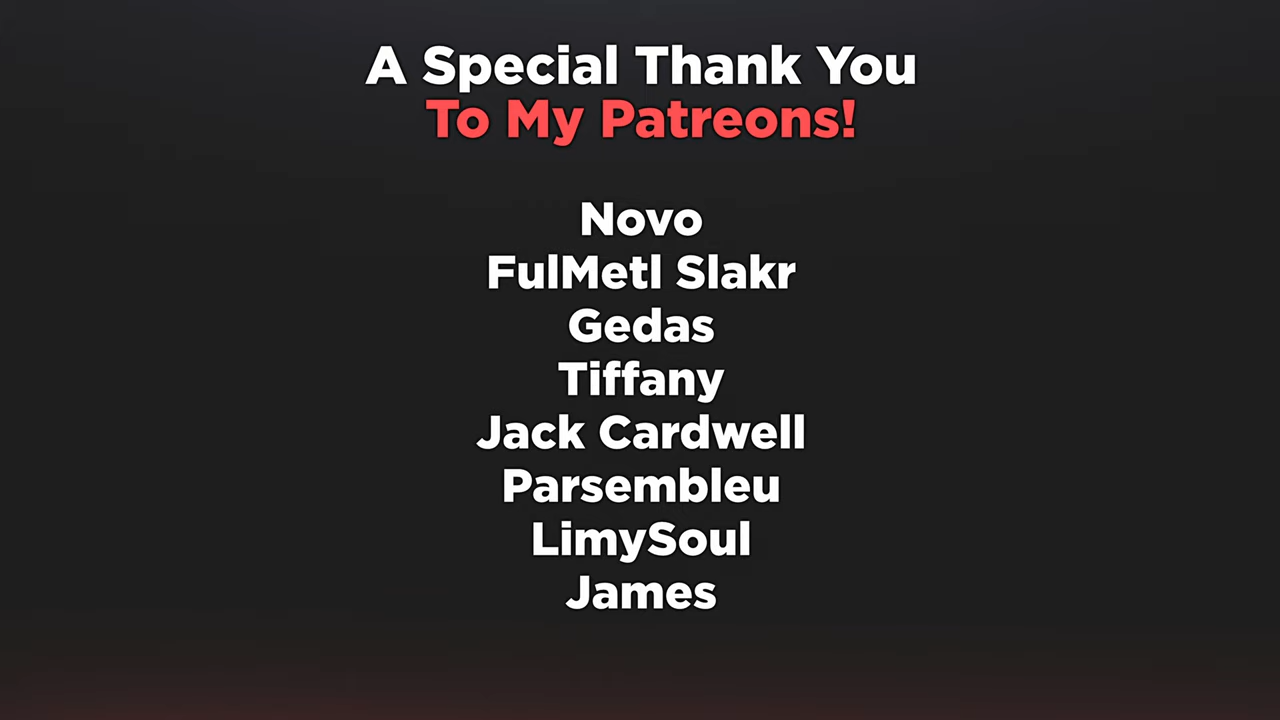 A Special Thank You
To My Patreons!
Novo
FulMetl Slakr
Gedas
Tiffany
Jack Cardwell
Parsembleu
LimySoul
James